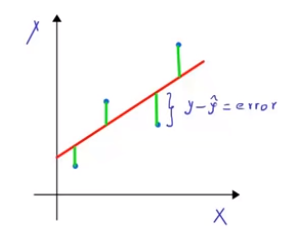 y
y - ŷ = error
X